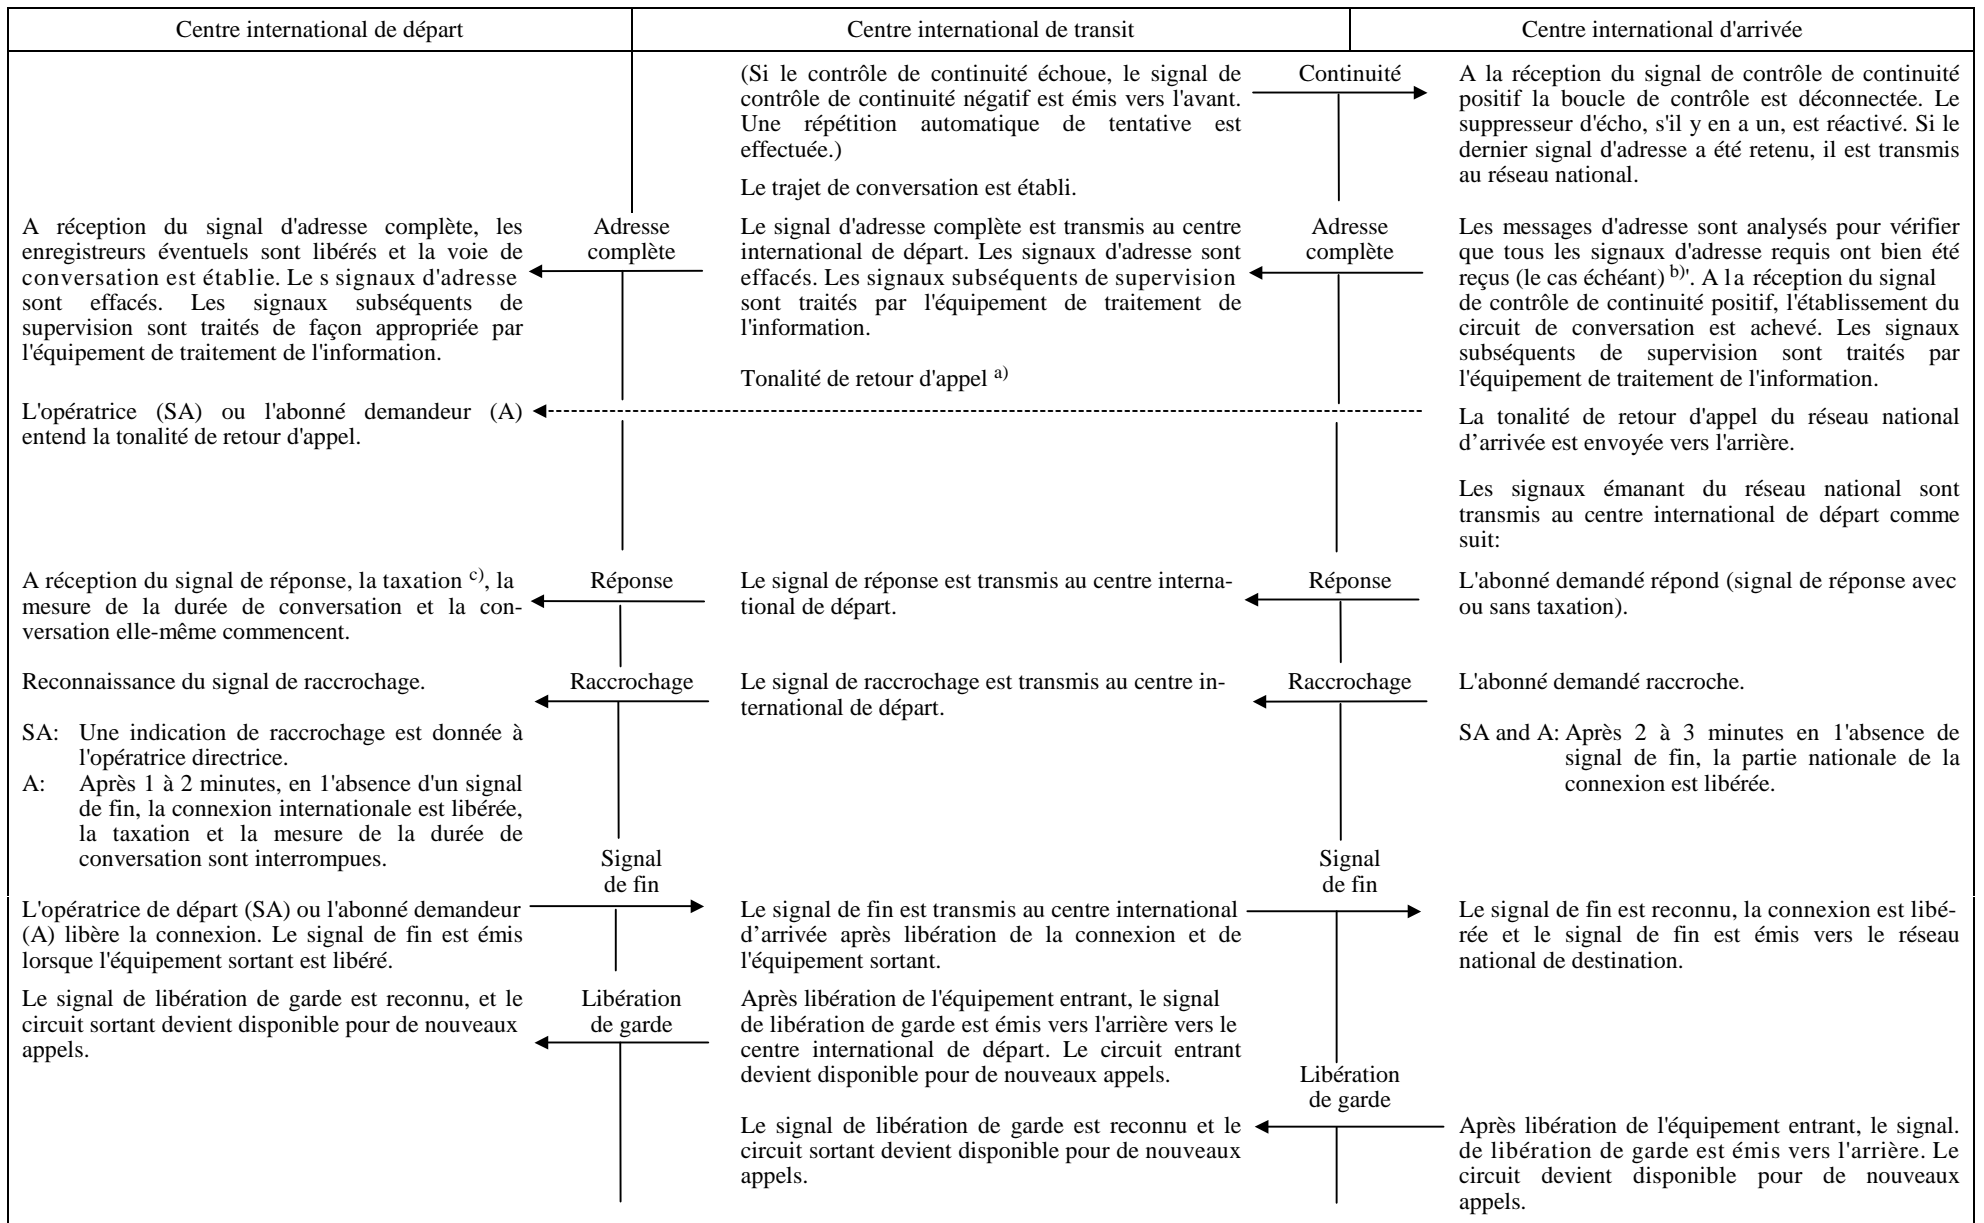 Centre international de départ
Centre international de transit
Centre international d'arrivée
(Si le contrôle de continuité échoue, le signal de
contrôle de continuité négatif est émis vers l'avant.
Une répétition automatique de tentative est
effectuée.)
Le trajet de conversation est établi.
Continuité
A la réception du signal de contrôle de continuité
positif la boucle de contrôle est déconnectée. Le
suppresseur d'écho, s'il y en a un, est réactivé. Si le
dernier signal d'adresse a été retenu, il est transmis
au réseau national.
A réception du signal d'adresse complète, les
enregistreurs éventuels sont libérés et la voie de
conversation est établie. Le s signaux d'adresse
sont effacés. Les signaux subséquents de
supervision sont traités de façon appropriée par
l'équipement de traitement de l'information.
Adresse
complète
Le signal d'adresse complète est transmis au centre
international de départ. Les signaux d'adresse sont
effacés. Les signaux subséquents de supervision
sont traités par l'équipement de traitement de
l'information.
Tonalité de retour d'appel a)
Adresse
complète
Les messages d'adresse sont analysés pour vérifier
que tous les signaux d'adresse requis ont bien été
reçus (le cas échéant) b)'. A la réception du signal
de contrôle de continuité positif, l'établissement du
circuit de conversation est achevé. Les signaux
subséquents de supervision sont traités par
l'équipement de traitement de l'information.
L'opératrice (SA) ou l'abonné demandeur (A)
entend la tonalité de retour d'appel.
La tonalité de retour d'appel du réseau national
d’arrivée est envoyée vers l'arrière.
Les signaux émanant du réseau national sont
transmis au centre international de départ comme
suit:
A réception du signal de réponse, la taxation c), la
mesure de la durée de conversation et la con-
versation elle-même commencent.
Réponse
Le signal de réponse est transmis au centre interna-
tional de départ.
Réponse
L'abonné demandé répond (signal de réponse avec
ou sans taxation).
Reconnaissance du signal de raccrochage.
SA: Une indication de raccrochage est donnée à
l'opératrice directrice.
A: Après 1 à 2 minutes, en 1'absence d'un signal
de fin, la connexion internationale est libérée,
la taxation et la mesure de la durée de
conversation sont interrompues.
Raccrochage
Le signal de raccrochage est transmis au centre in-
ternational de départ.
Raccrochage
L'abonné demandé raccroche.
SA and A: Après 2 à 3 minutes en 1'absence de
signal de fin, la partie nationale de la
connexion est libérée.
Signal
de fin
Signal
de fin
L'opératrice de départ (SA) ou l'abonné demandeur
(A) libère la connexion. Le signal de fin est émis
lorsque l'équipement sortant est libéré.
Le signal de fin est transmis au centre international
d’arrivée après libération de la connexion et de
l'équipement sortant.
Le signal de fin est reconnu, la connexion est libé-
rée et le signal de fin est émis vers le réseau
national de destination.
Le signal de libération de garde est reconnu, et le
circuit sortant devient disponible pour de nouveaux
appels.
Libération
de garde
Après libération de l'équipement entrant, le signal
de libération de garde est émis vers l'arrière vers le
centre international de départ. Le circuit entrant
devient disponible pour de nouveaux appels.
Libération
de garde
Le signal de libération de garde est reconnu et le
circuit sortant devient disponible pour de nouveaux
appels.
Après libération de l'équipement entrant, le signal.
de libération de garde est émis vers l'arrière. Le
circuit devient disponible pour de nouveaux
appels.